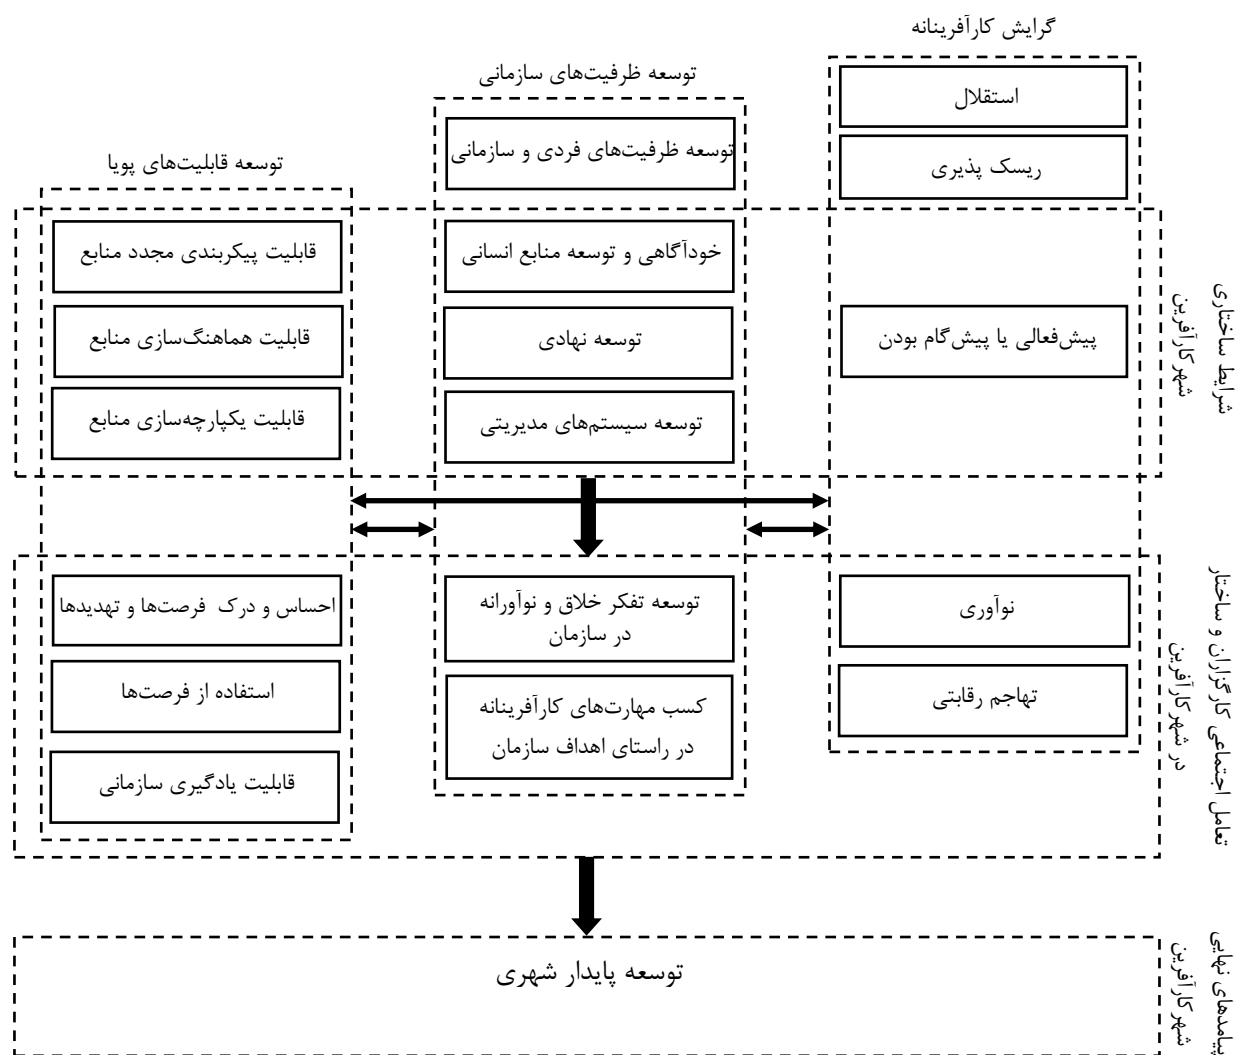 گرایش کارآفرینانه
استقلال
ریسک پذیری
پیش‌فعالی یا پیش‌گام بودن
نوآوری
تهاجم رقابتی
توسعه ظرفیت‌های سازمانی
توسعه ظرفیت‌های فردی و سازمانی
خودآگاهی و توسعه منابع انسانی
توسعه نهادی
توسعه سیستم‌های مدیریتی
توسعه تفکر خلاق و نوآورانه
در سازمان
کسب مهارت‌های کارآفرینانه
در راستای اهداف سازمان
توسعه قابلیت‌های پویا
قابلیت پیکربندی مجدد منابع
قابلیت هماهنگ‌سازی منابع
قابلیت یکپارچه‌سازی منابع
احساس و درک فرصت‌ها و تهدیدها
استفاده از فرصت‌ها
قابلیت یادگیری سازمانی
شرایط ساختاری
شهر کارآفرین
تعامل اجتماعی کارگزاران و ساختار
در شهر کارآفرین
پیامدهای نهایی
شهر کارآفرین
توسعه پایدار شهری